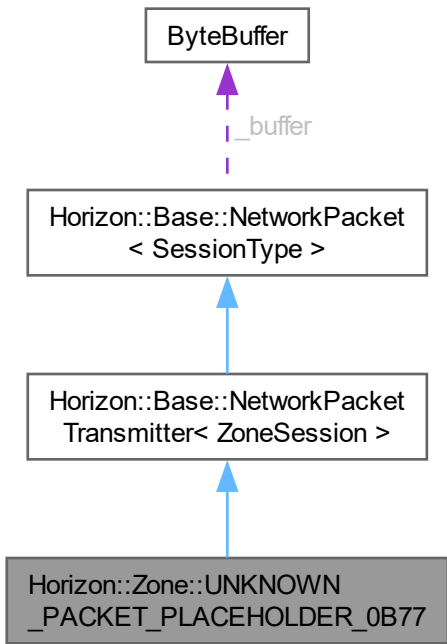 ByteBuffer
_buffer
Horizon::Base::NetworkPacket
< SessionType >
Horizon::Base::NetworkPacket
Transmitter< ZoneSession >
Horizon::Zone::UNKNOWN
_PACKET_PLACEHOLDER_0B77